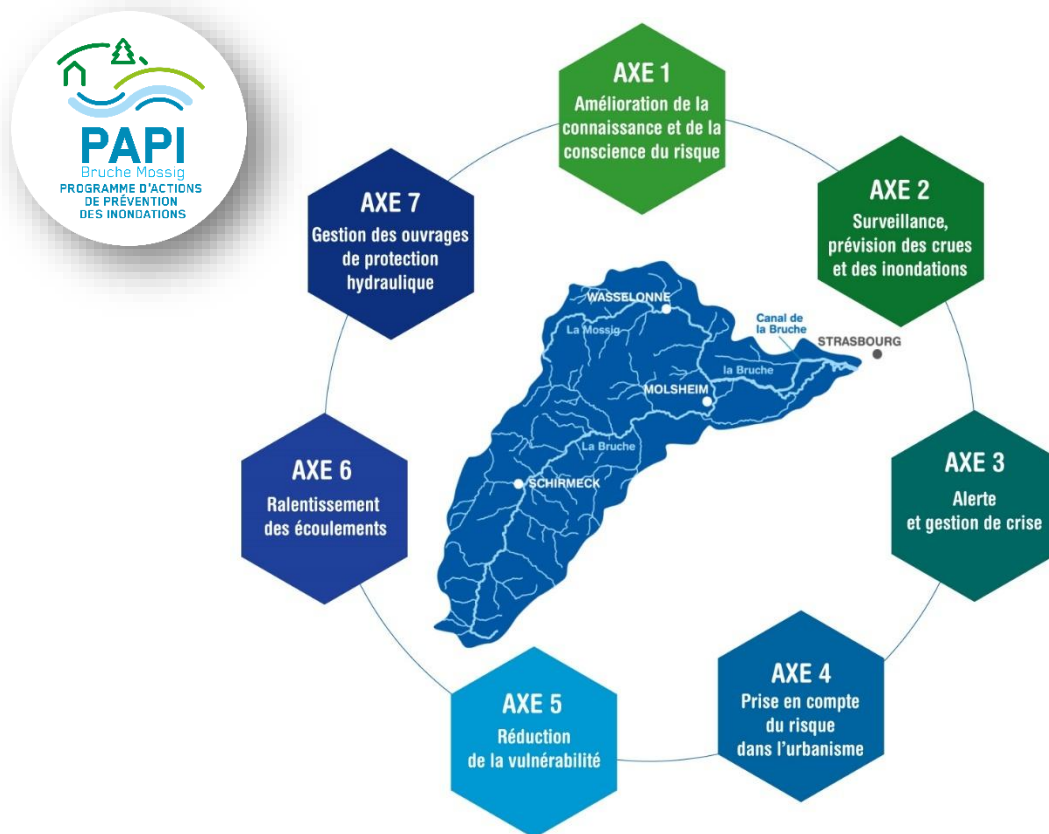 PAPI
Bruche Mossig
PROGRAMME D'ACTIONS
DE PRÉVENTION
DES INONDATIONS
AXE 1
Amélioration de la
connaissance et de la
conscience du risque
AXE 2
Surveillance,
prévision des crues
et des inondations
AXE 3
Alerte
et gestion de crise
AXE 4
Prise en compte
du risque
dans l'urbanisme
AXE 5
Réduction
de la vulnérabilité
AXE 6
Ralentissement
des écoulements
AXE 7
Gestion des ouvrages
de protection
hydraulique
WASSELONNE
La Mossig
Canal de
la Bruche
STRASBOURG
la Bruche
MOLSHEIM
La Bruche
SCHIRMECK